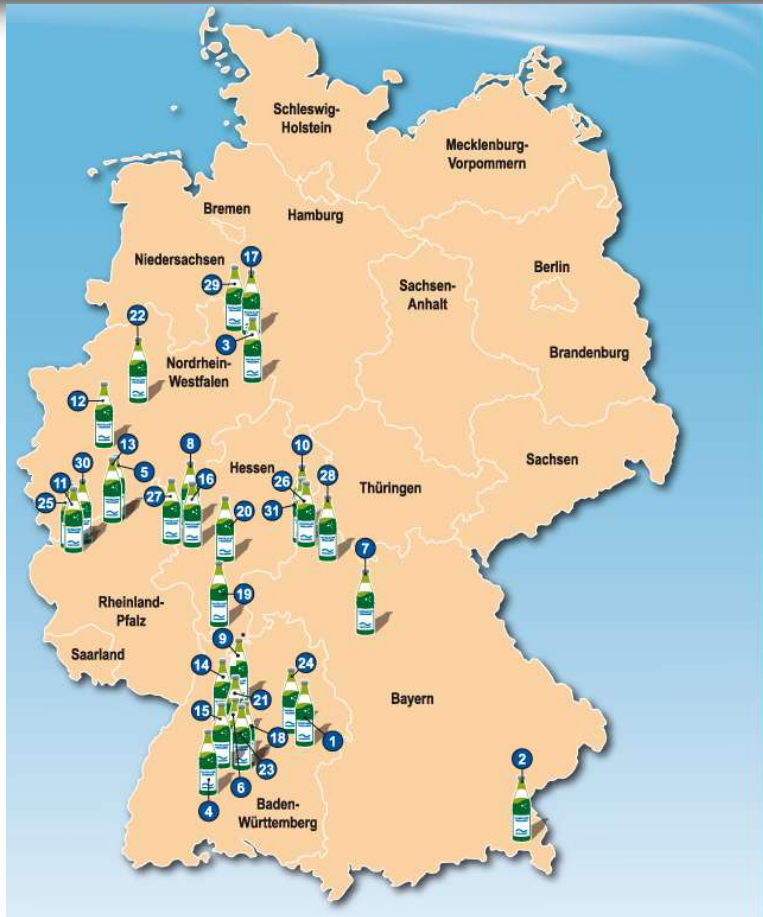 Schleswig-
Holstein
Mecklenburg-
Vorpommern
Bremen
Hamburg
Niedersachsen
17
Berlin
29
Sachsen-
Anhalt
22
3
Brandenburg
Nordrhein-
Westfalen
12
13
8
10
Sachsen
30
5
Hessen
11
26
28
27
16
Thüringen
25
31
20
7
19
Rheinland-
Pfalz
9
Saarland
14
24
21
Bayern
15
18
1
2
23
6
4
Baden-
Württemberg